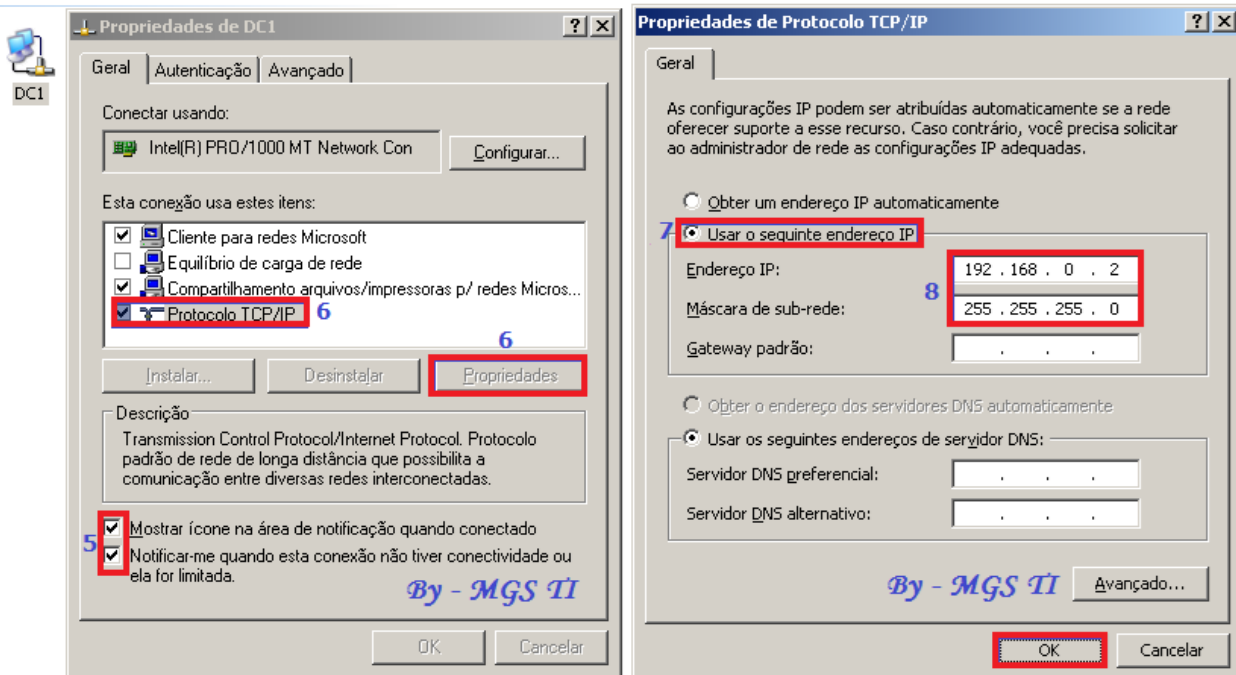 DC1
Propriedades de DC1
Geral
Autenticação
Avançado
Conectar usando:
Intel(R) PRO/1000 MT Network Con
Configurar...
Esta conexão usa estes itens:
Cliente para redes Microsoft
Equilíbrio de carga de rede
Compartilhamento arquivos/impressoras p/ redes Micros...
Protocolo TCP/IP
6
6
Instalar...
Desinstalar
Propriedades
Descrição
Transmission Control Protocol/Internet Protocol. Protocolo
padrão de rede de longa distância que possibilita a
comunicação entre diversas redes interconectadas.
5
Mostrar ícone na área de notificação quando conectado
Notificar-me quando esta conexão não tiver conectividade ou
ela for limitada.
By - MGS TI
OK
Cancelar
Propriedades de Protocolo TCP/IP
Geral
As configurações IP podem ser atribuídas automaticamente se a rede
oferecer suporte a esse recurso. Caso contrário, você precisa solicitar
ao administrador de rede as configurações IP adequadas.
Obter um endereço IP automaticamente
7
Usar o seguinte endereço IP
Endereço IP:
192 . 168 . 0 . 2
8
Máscara de sub-rede:
255 . 255 . 255 . 0
Gateway padrão:
. . .
Obter o endereço dos servidores DNS automaticamente
Usar os seguintes endereços de servidor DNS:
Servidor DNS preferencial:
. . .
Servidor DNS alternativo:
. . .
By - MGS TI
Avançado...
OK
Cancelar